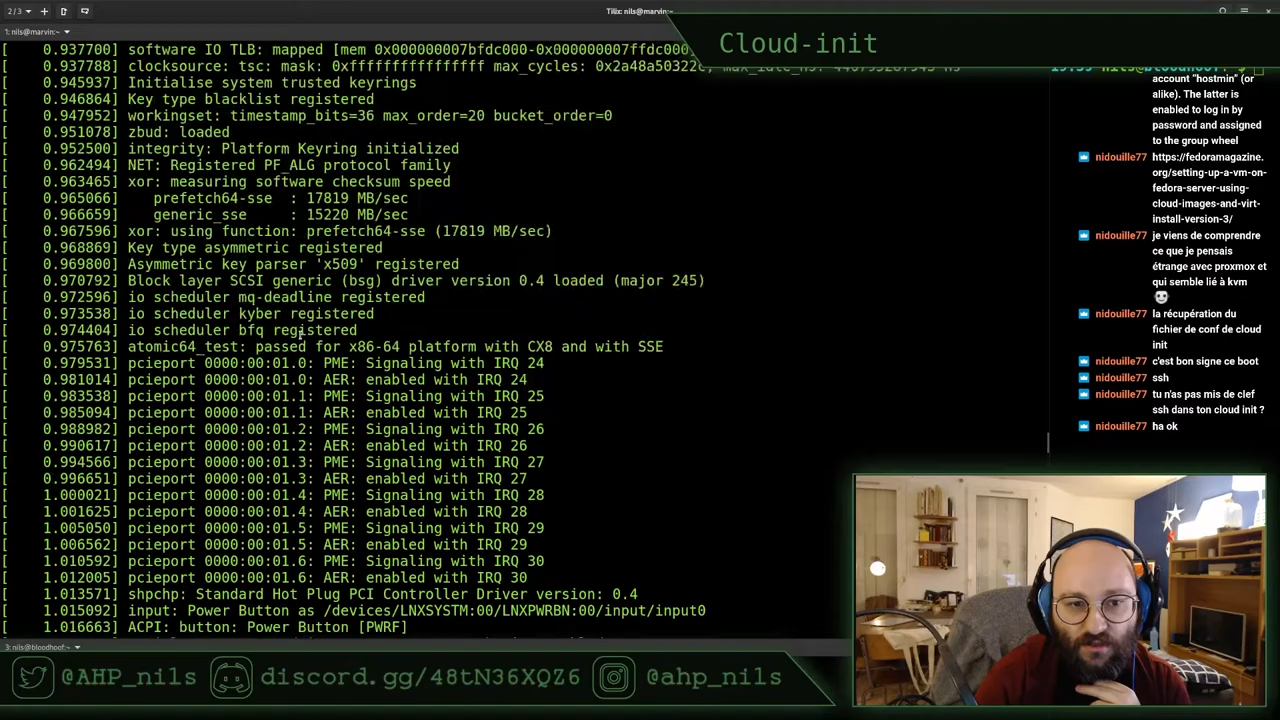 2/3
Tilix: nils@marvin:~
1: nils@marvin:~
Cloud-init
[    0.937700] software IO TLB: mapped [mem 0x000000007bfdc000-0x000000007ffdc000
[    0.937788] clocksource: tsc: mask: 0xffffffffffffffff max_cycles: 0x2a48a50322c,
[    0.945937] Initialise system trusted keyrings
[    0.946864] Key type blacklist registered
[    0.947952] workingset: timestamp_bits=36 max_order=20 bucket_order=0
[    0.951078] zbud: loaded
[    0.952500] integrity: Platform Keyring initialized
[    0.962494] NET: Registered PF_ALG protocol family
[    0.963465] xor: measuring software checksum speed
[    0.965066]    prefetch64-sse  : 17819 MB/sec
[    0.966659]    generic_sse     : 15220 MB/sec
[    0.967596] xor: using function: prefetch64-sse (17819 MB/sec)
[    0.968869] Key type asymmetric registered
[    0.969800] Asymmetric key parser 'x509' registered
[    0.970792] Block layer SCSI generic (bsg) driver version 0.4 loaded (major 245)
[    0.972596] io scheduler mq-deadline registered
[    0.973538] io scheduler kyber registered
[    0.974404] io scheduler bfq registered
[    0.975763] atomic64_test: passed for x86-64 platform with CX8 and with SSE
[    0.979531] pcieport 0000:00:01.0: PME: Signaling with IRQ 24
[    0.981014] pcieport 0000:00:01.0: AER: enabled with IRQ 24
[    0.983538] pcieport 0000:00:01.1: PME: Signaling with IRQ 25
[    0.985094] pcieport 0000:00:01.1: AER: enabled with IRQ 25
[    0.988982] pcieport 0000:00:01.2: PME: Signaling with IRQ 26
[    0.990617] pcieport 0000:00:01.2: AER: enabled with IRQ 26
[    0.994566] pcieport 0000:00:01.3: PME: Signaling with IRQ 27
[    0.996651] pcieport 0000:00:01.3: AER: enabled with IRQ 27
[    1.000021] pcieport 0000:00:01.4: PME: Signaling with IRQ 28
[    1.001625] pcieport 0000:00:01.4: AER: enabled with IRQ 28
[    1.005050] pcieport 0000:00:01.5: PME: Signaling with IRQ 29
[    1.006562] pcieport 0000:00:01.5: AER: enabled with IRQ 29
[    1.010592] pcieport 0000:00:01.6: PME: Signaling with IRQ 30
[    1.012005] pcieport 0000:00:01.6: AER: enabled with IRQ 30
[    1.013571] shpchp: Standard Hot Plug PCI Controller Driver version: 0.4
[    1.015092] input: Power Button as /devices/LNXSYSTM:00/LNXPWRBN:00/input/input0
[    1.016663] ACPI: button: Power Button [PWRF]
account “hostmin” (or
alike). The latter is
enabled to log in by
password and assigned
to the group wheel
nidouille77 https://fedoramagazine.
org/setting-up-a-vm-on-
fedora-server-using-
cloud-images-and-virt-
install-version-3/
nidouille77 je viens de comprendre
ce que je pensais
étrange avec proxmox et
qui semble lié à kvm
nidouille77 la récupération du
fichier de conf de cloud
init
nidouille77 c'est bon signe ce boot
nidouille77 ssh
nidouille77 tu n'as pas mis de clef
ssh dans ton cloud init ?
nidouille77 ha ok
3: nils@bloodhoof:~
@AHP_nils
discord.gg/48tN36XQZ6
@ahp_nils